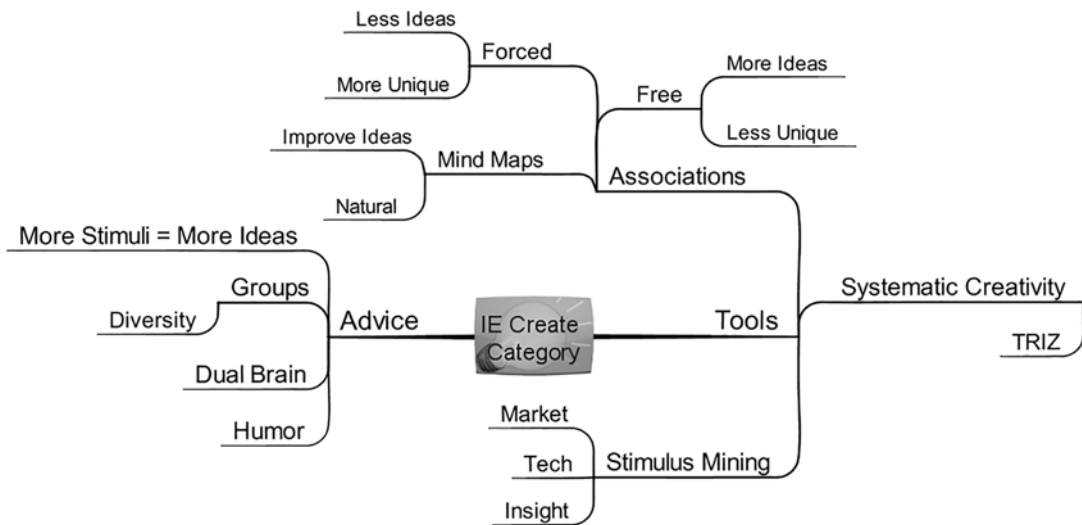 Less Ideas
Forced
More Unique
More Ideas
Free
Less Unique
Improve Ideas
Mind Maps
Natural
Associations
More Stimuli = More Ideas
Groups
Diversity
Advice
Dual Brain
Humor
IE Create
Category
Tools
Systematic Creativity
TRIZ
Market
Tech
Stimulus Mining
Insight